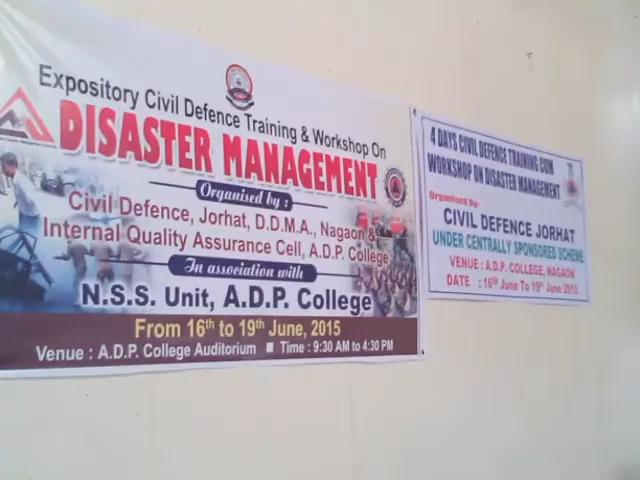 Expository Civil Defence Training & Workshop On
DISASTER MANAGEMENT
Organised by :
Civil Defence, Jorhat, D.D.M.A., Nagaon &
Internal Quality Assurance Cell, A.D.P. College
In association with
N.S.S. Unit, A.D.P. College
From 16th to 19th June, 2015
Venue : A.D.P. College Auditorium ■ Time : 9:30 AM to 4:30 PM
4 DAYS CIVIL DEFENCE TRAINING CUM
WORKSHOP ON DISASTER MANAGEMENT
Organised By:
CIVIL DEFENCE JORHAT
UNDER CENTRALLY SPONSORED SCHEME
VENUE : A.D.P. COLLEGE, NAGAON
DATE : 16th June To 19th June 2015